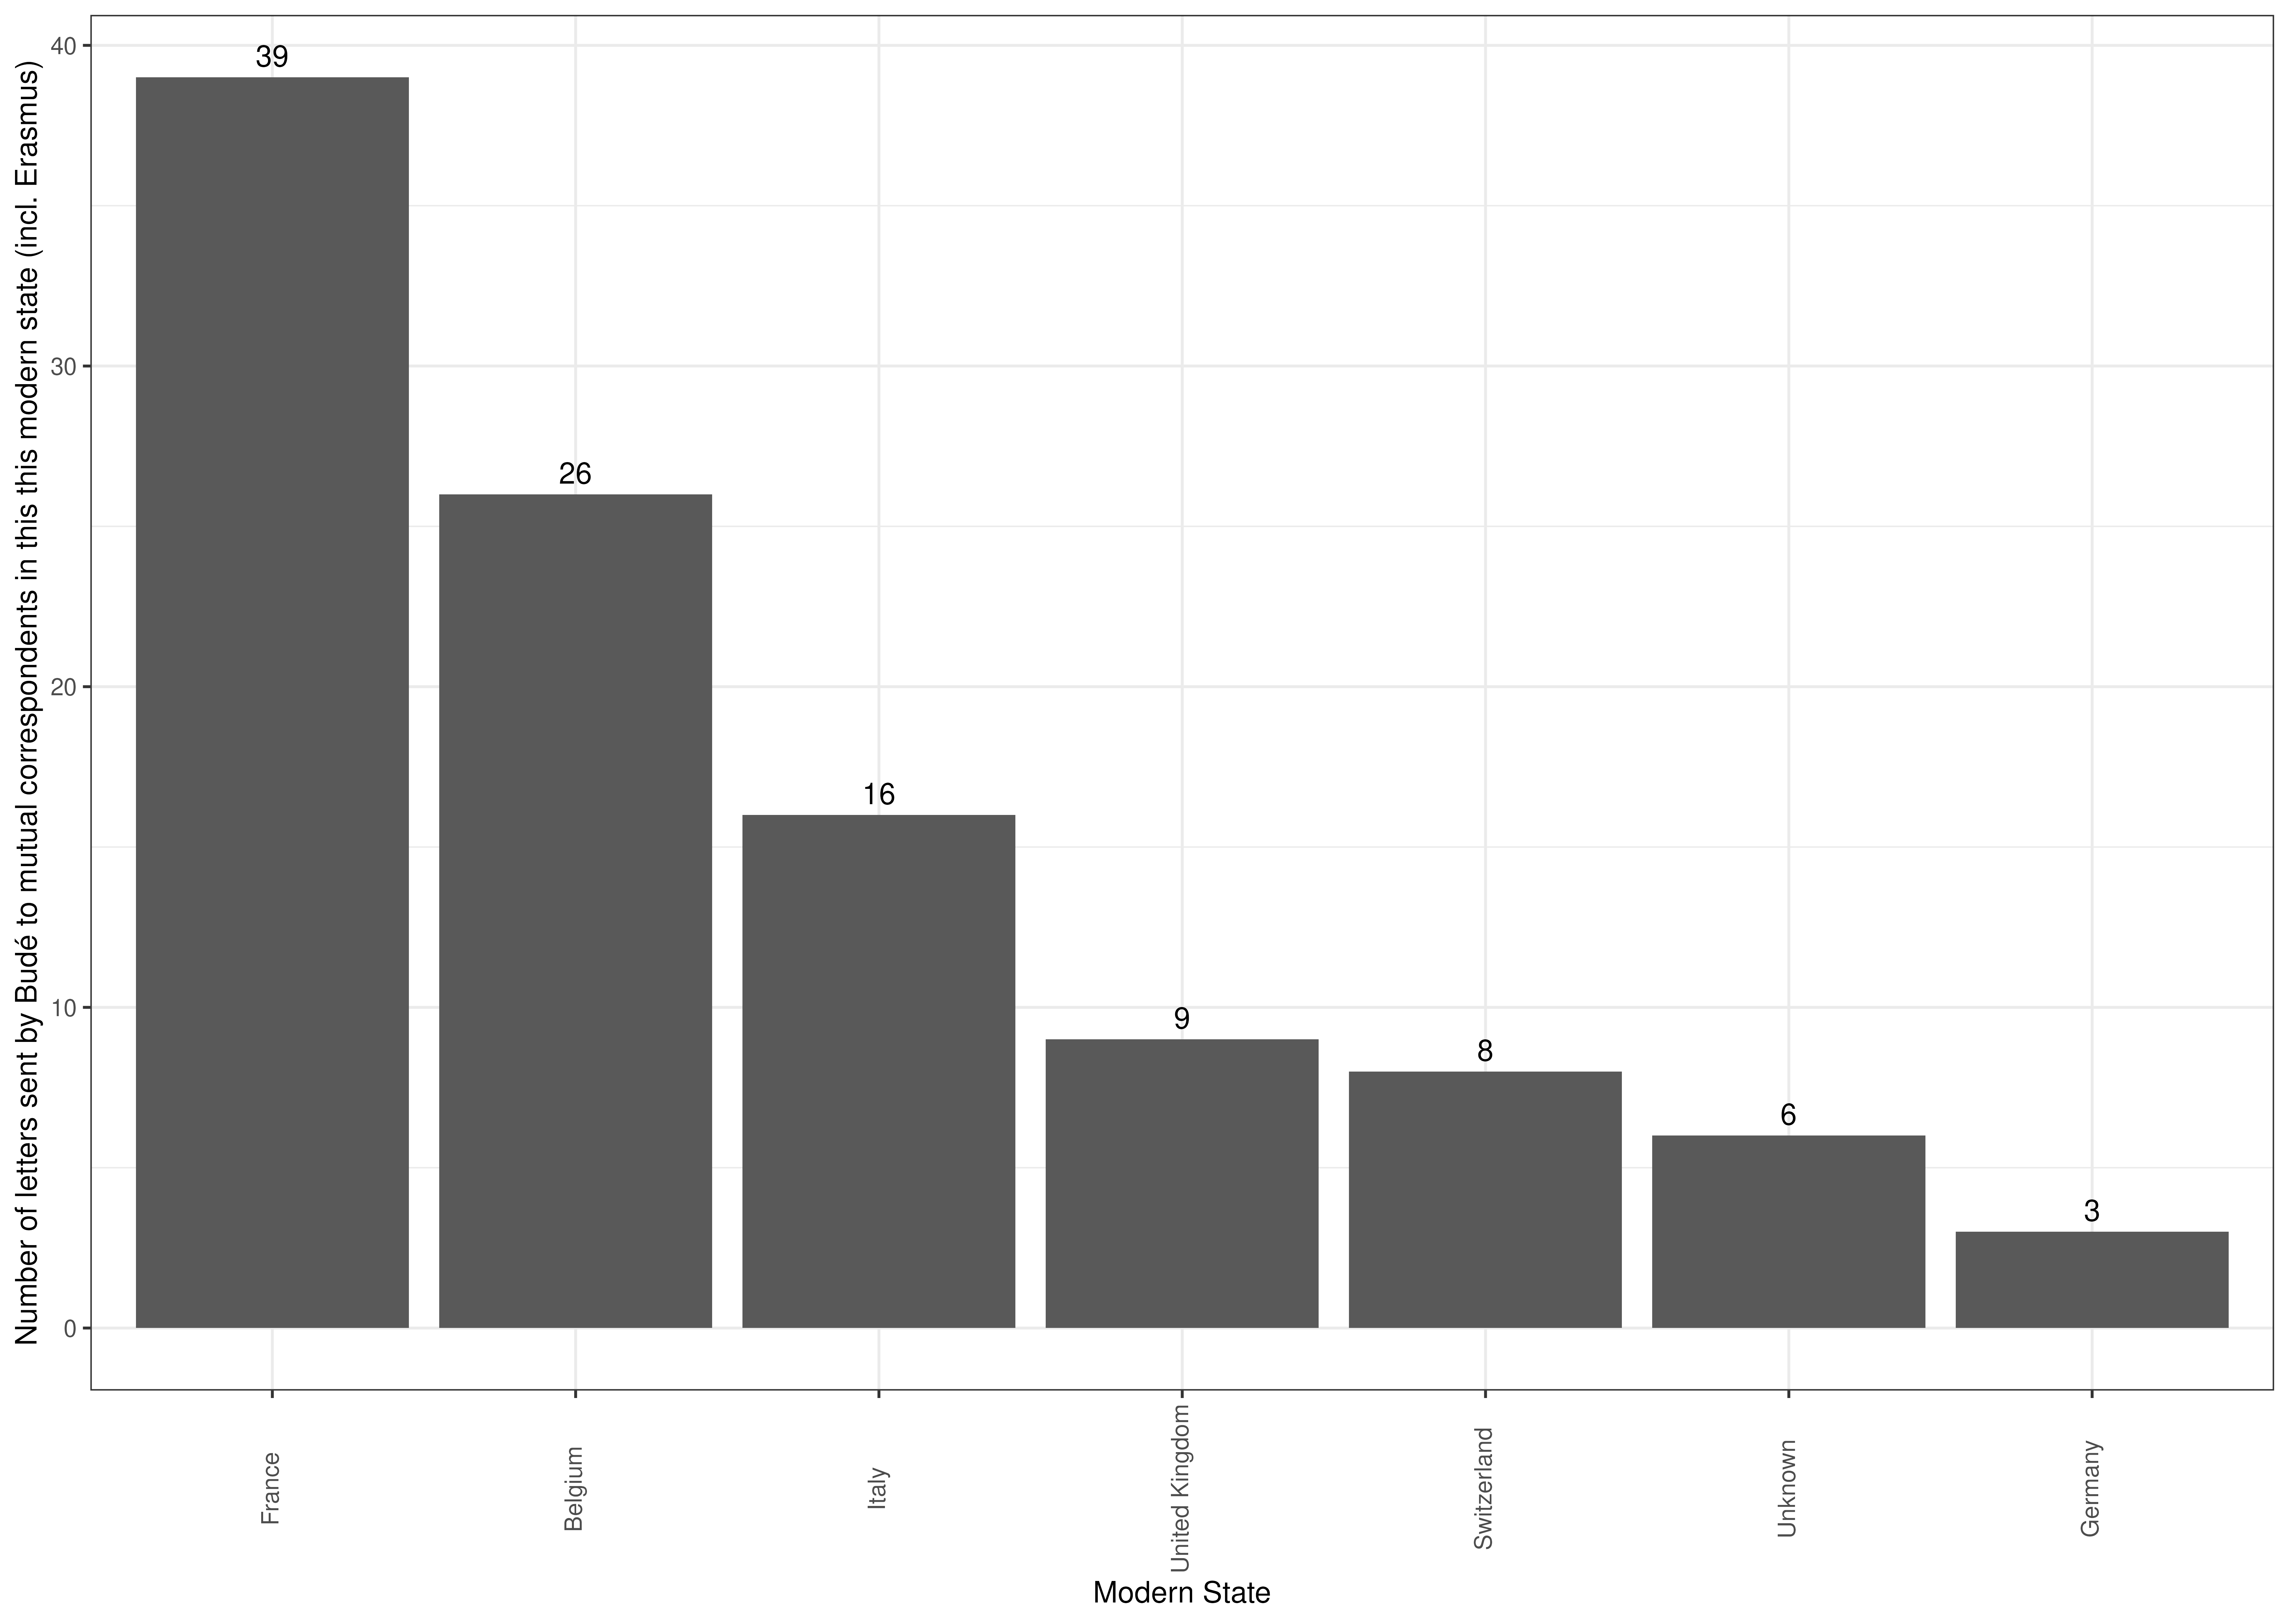 Number of letters sent by Budé to mutual correspondents in this this modern state (incl. Erasmus)
40
30
20
10
0
39
26
16
9
8
6
3
France
Belgium
Italy
United Kingdom
Switzerland
Unknown
Germany
Modern State